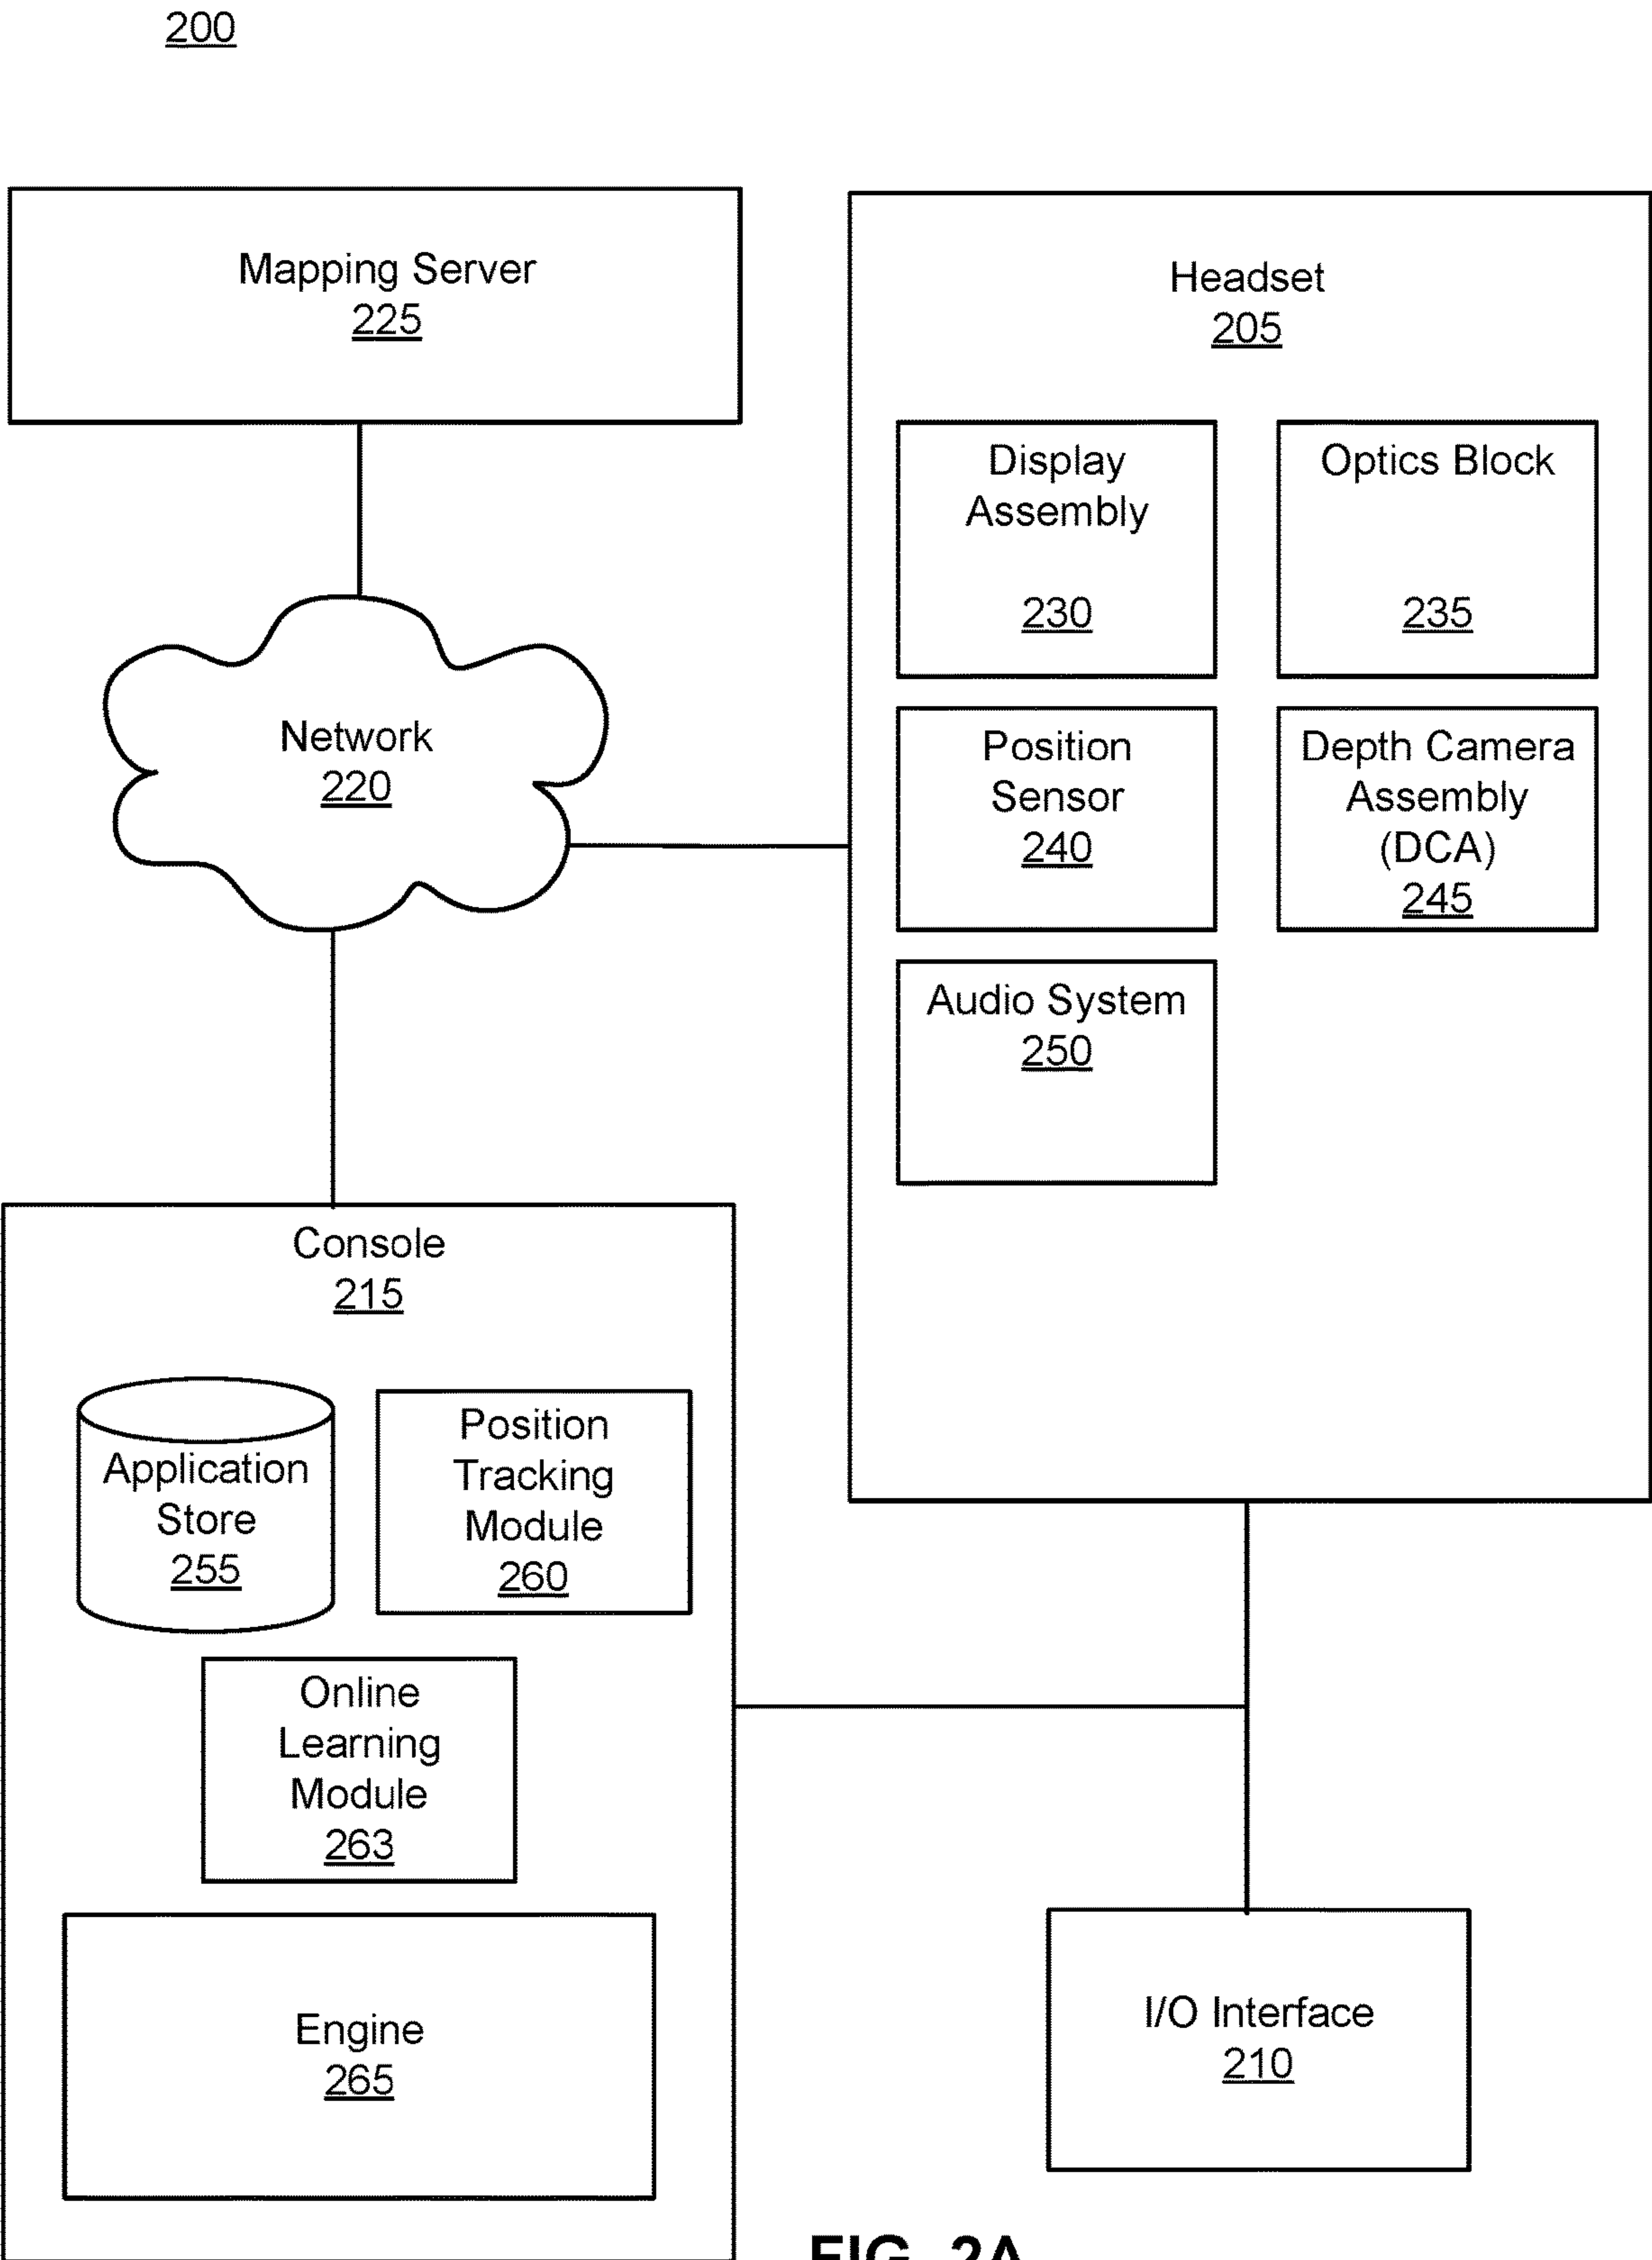 200
Mapping Server
225
Headset
205
Display
Assembly
230
Optics Block
235
Position
Sensor
240
Depth Camera
Assembly
(DCA)
245
Audio System
250
Network
220
Console
215
Application
Store
255
Position
Tracking
Module
260
Online
Learning
Module
263
Engine
265
I/O Interface
210
FIG. 2A